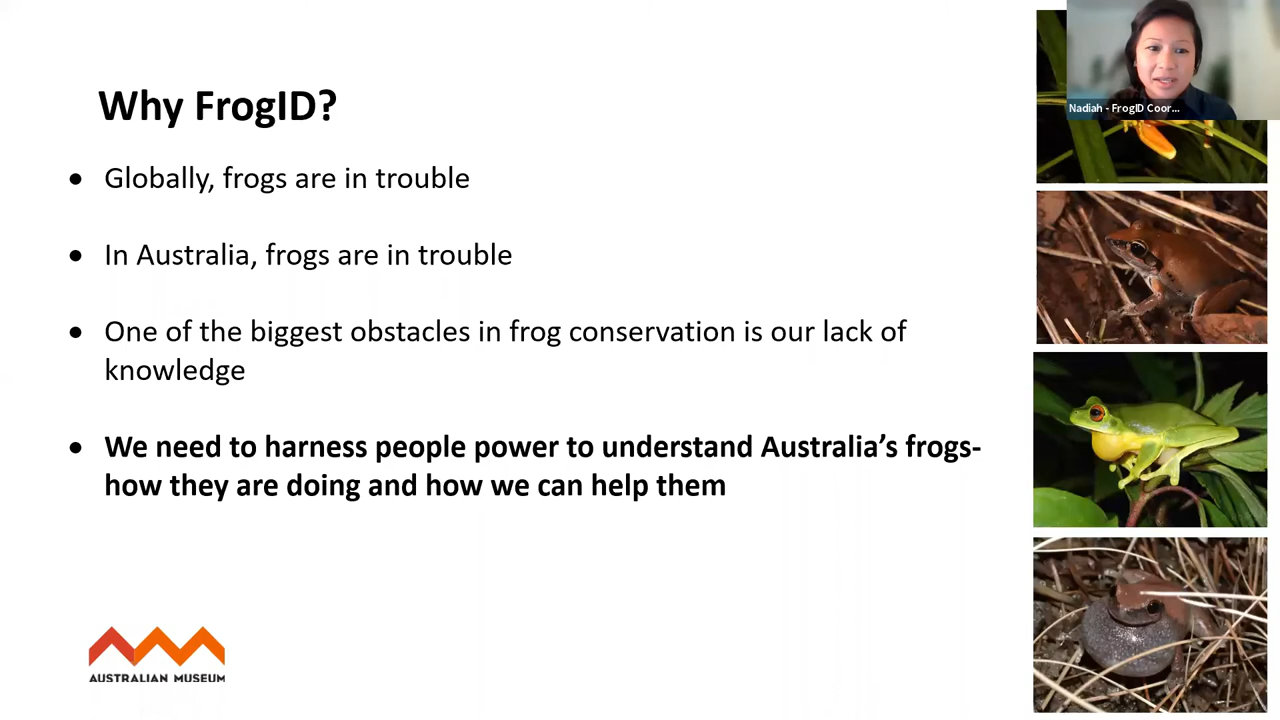 Why FrogID?
Nadiah - FrogID Coor...
• Globally, frogs are in trouble
• In Australia, frogs are in trouble
• One of the biggest obstacles in frog conservation is our lack of
knowledge
• We need to harness people power to understand Australia’s frogs-
how they are doing and how we can help them
AUSTRALIAN MUSEUM